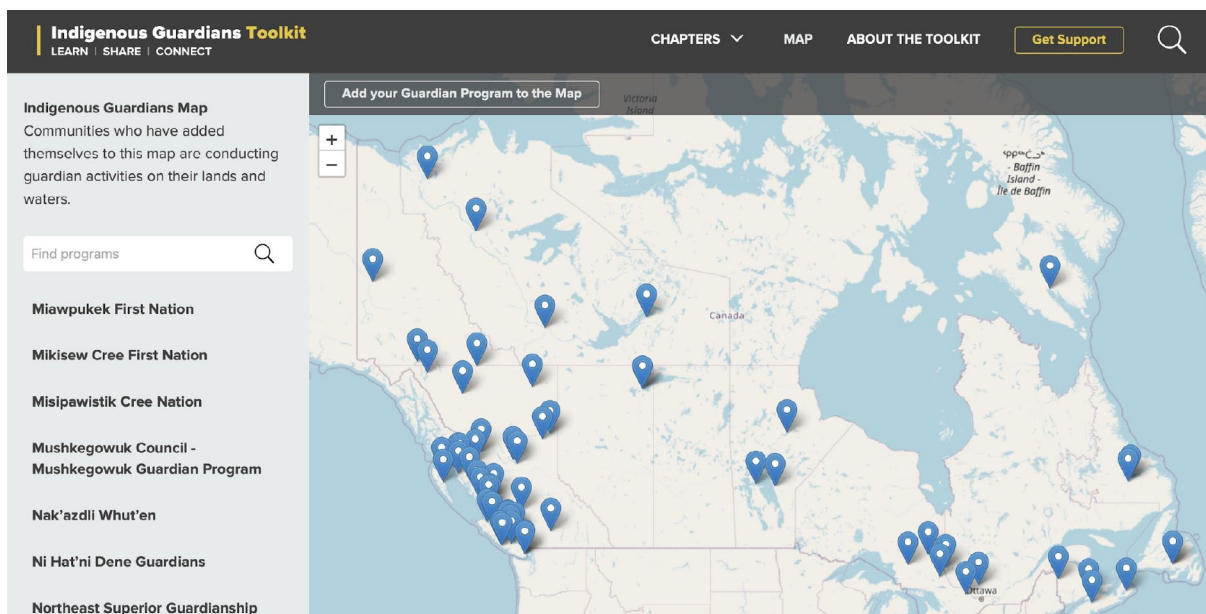 Indigenous Guardians Toolkit
LEARN | SHARE | CONNECT
CHAPTERS
MAP
ABOUT THE TOOLKIT
Get Support
Indigenous Guardians Map
Communities who have added
themselves to this map are conducting
guardian activities on their lands and
waters.
Find programs
Miawpukek First Nation
Mikisew Cree First Nation
Misipawistik Cree Nation
Mushkegowuk Council -
Mushkegowuk Guardian Program
Nak'azdli Whut'en
Ni Hat'ni Dene Guardians
Northeast Superior Guardianship
Add your Guardian Program to the Map
+
−
Victoria
Island
- Baffin
Island -
Île de Baffin
Canada
Ottawa